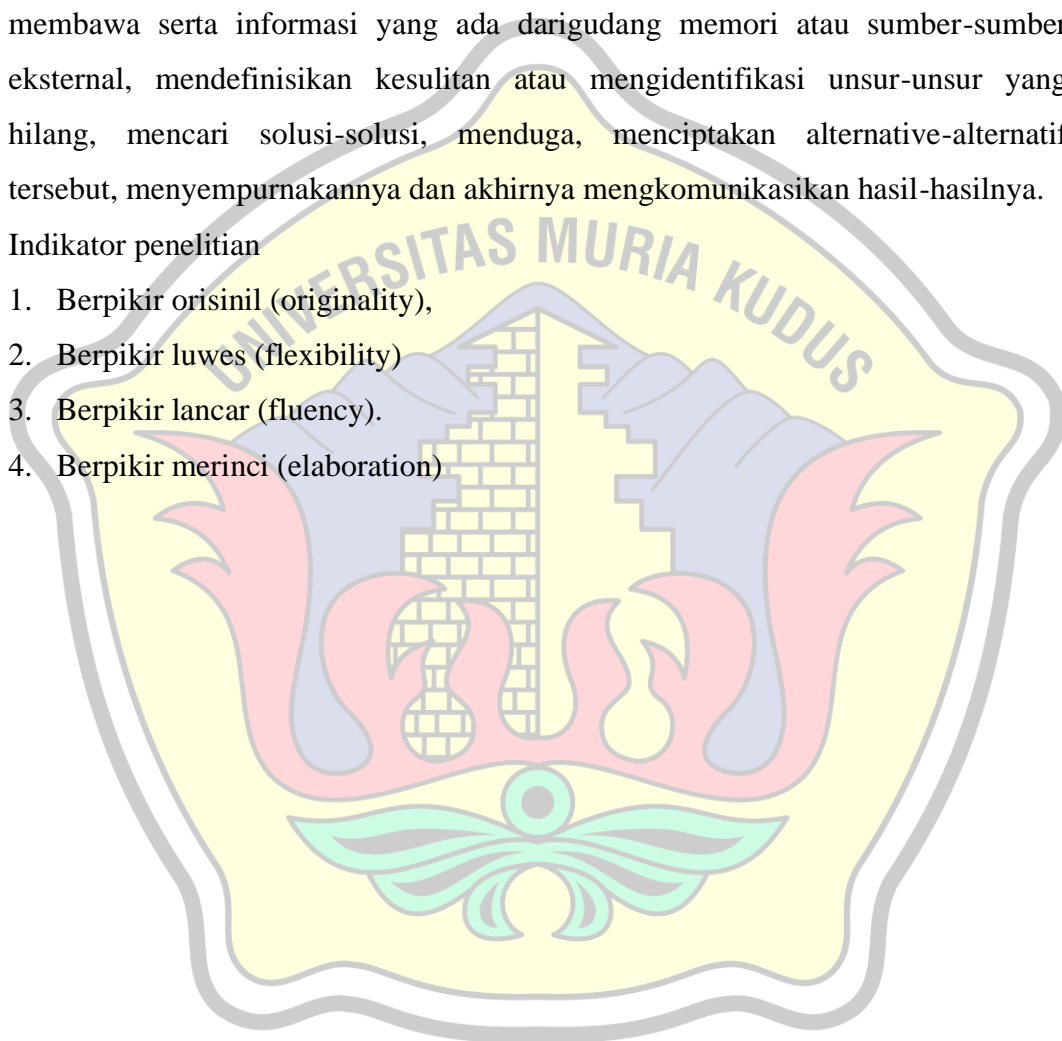 membawa serta informasi yang ada darigudang memori atau sumber-sumber
eksternal, mendefinisikan kesulitan atau mengidentifikasi unsur-unsur yang
hilang, mencari solusi-solusi, menduga, menciptakan alternative-alternatif
tersebut, menyempurnakannya dan akhirnya mengkomunikasikan hasil-hasilnya.
UNIVERSITAS MURIA KUDUS
Indikator penelitian
1. Berpikir orisinil (originality),
2. Berpikir luwes (flexibility)
3. Berpikir lancar (fluency).
4. Berpikir merinci (elaboration)